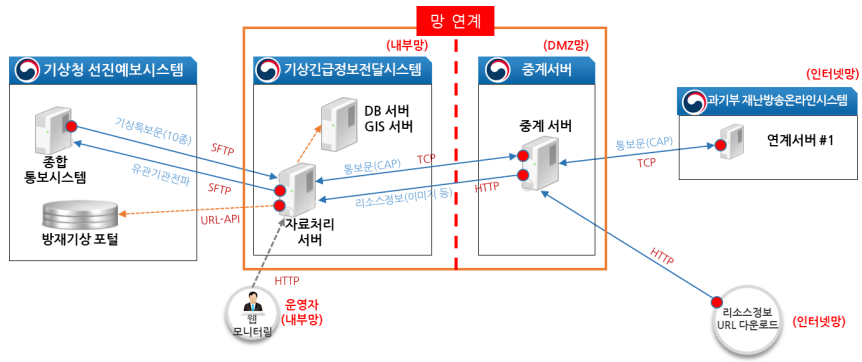 망 연계
(내부망)
(DMZ망)
(인터넷망)
기상청 선진예보시스템
기상긴급정보전달시스템
중계서버
과기부 재난방송온라인시스템
DB 서버
GIS 서버
기상특보문(10종)
SFTP
종합
통보시스템
유관기관전파
SFTP
URL-API
방재기상 포털
자료처리
서버
통보문(CAP)
TCP
리소스정보(이미지 등)
HTTP
중계 서버
통보문(CAP)
TCP
연계서버 #1
HTTP
HTTP
웹
모니터링
운영자
(내부망)
리소스정보
URL 다운로드
(인터넷망)